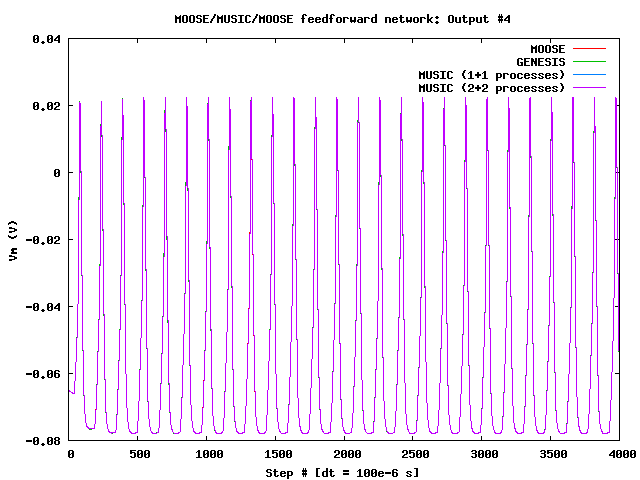 MOOSE/MUSIC/MOOSE feedforward network: Output #4
0.04
MOOSE
GENESIS
MUSIC (1+1 processes)
MUSIC (2+2 processes)
0.02
0
-0.02
-0.04
-0.06
-0.08
Vm (V)
0 500 1000 1500 2000 2500 3000 3500 4000
Step # [dt = 100e-6 s]